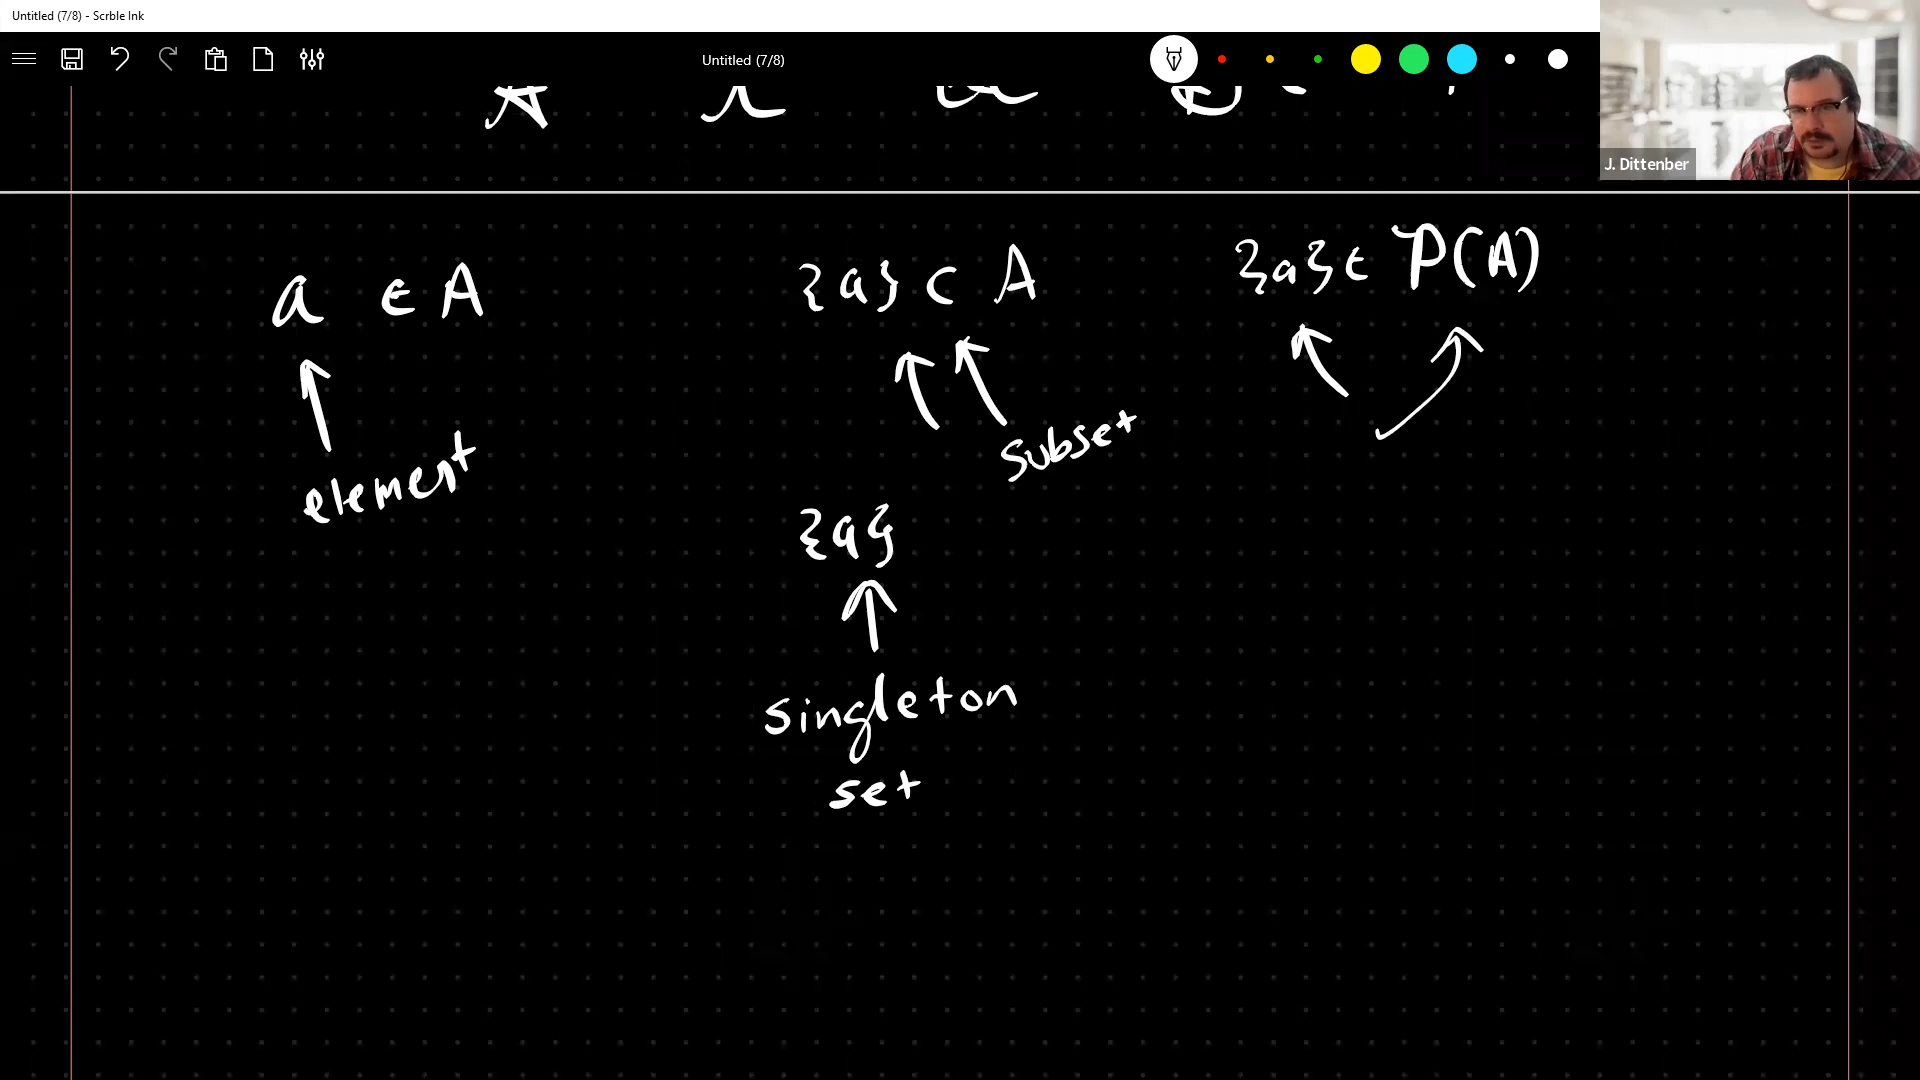 Untitled (7/8) - Scrble Ink
Untitled (7/8)
J. Dittenber
a ∈ A
{a} ⊂ A
{a} ∈ P(A)
element
subset
{a}
singleton
set